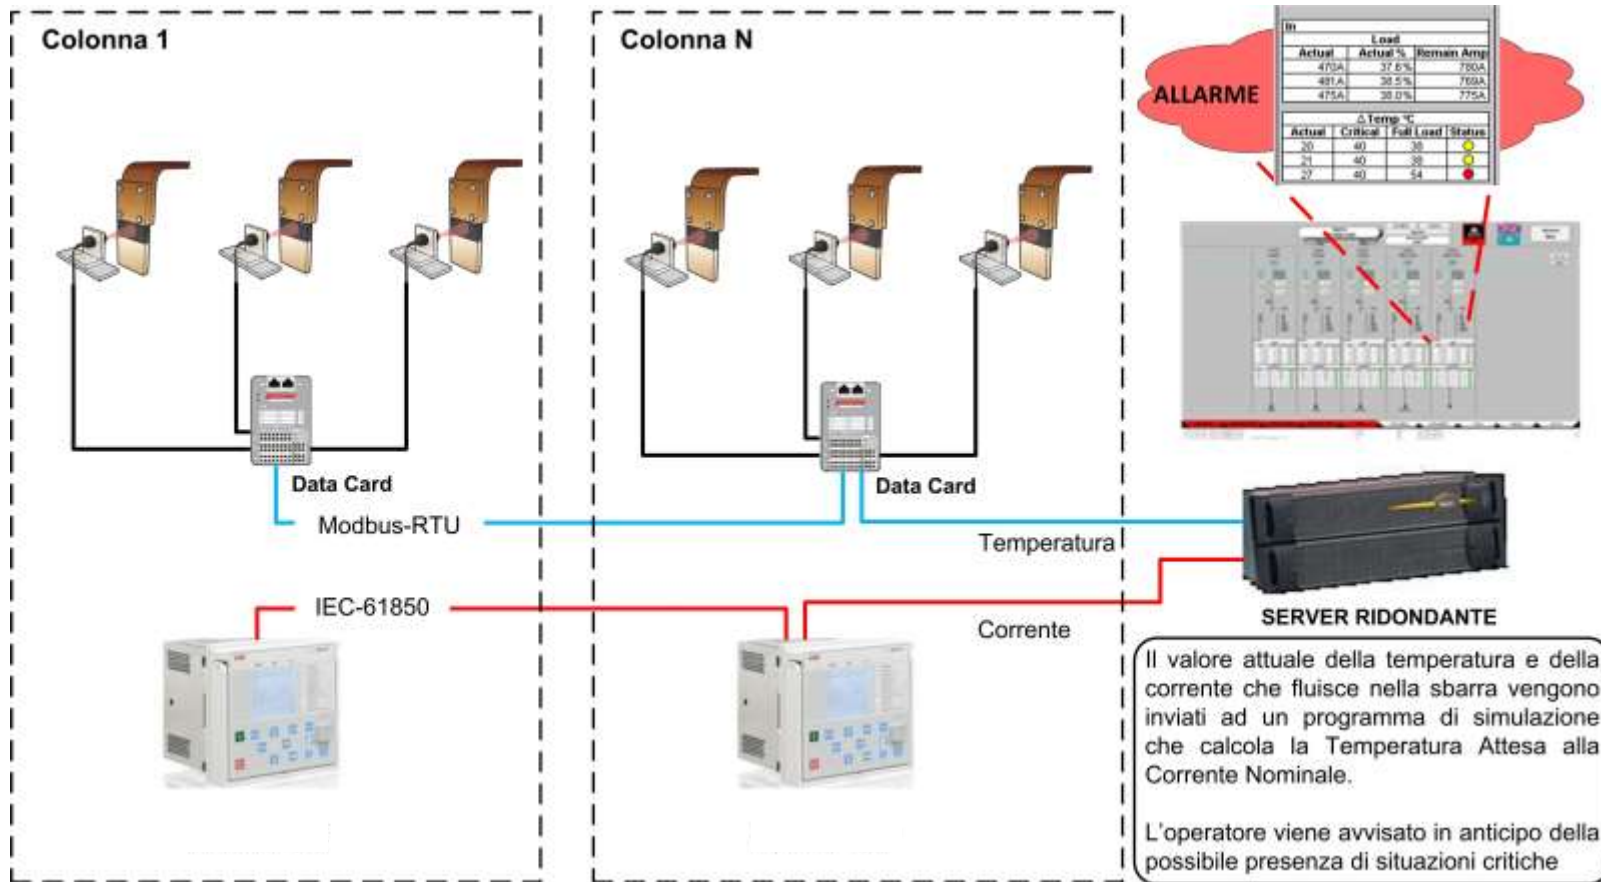 Colonna 1
Colonna N
ALLARME
In
Load
Actual Actual % Remain Amp
470A 37.6% 780A
481A 38.5% 769A
475A 38.0% 775A
△Temp °C
Actual Critical Full Load Status
20 40 38
21 40 38
27 40 54
Data Card
Data Card
Modbus-RTU
Temperatura
IEC-61850
Corrente
SERVER RIDONDANTE
Il valore attuale della temperatura e della
corrente che fluisce nella sbarra vengono
inviati ad un programma di simulazione
che calcola la Temperatura Attesa alla
Corrente Nominale.
L'operatore viene avvisato in anticipo della
possibile presenza di situazioni critiche